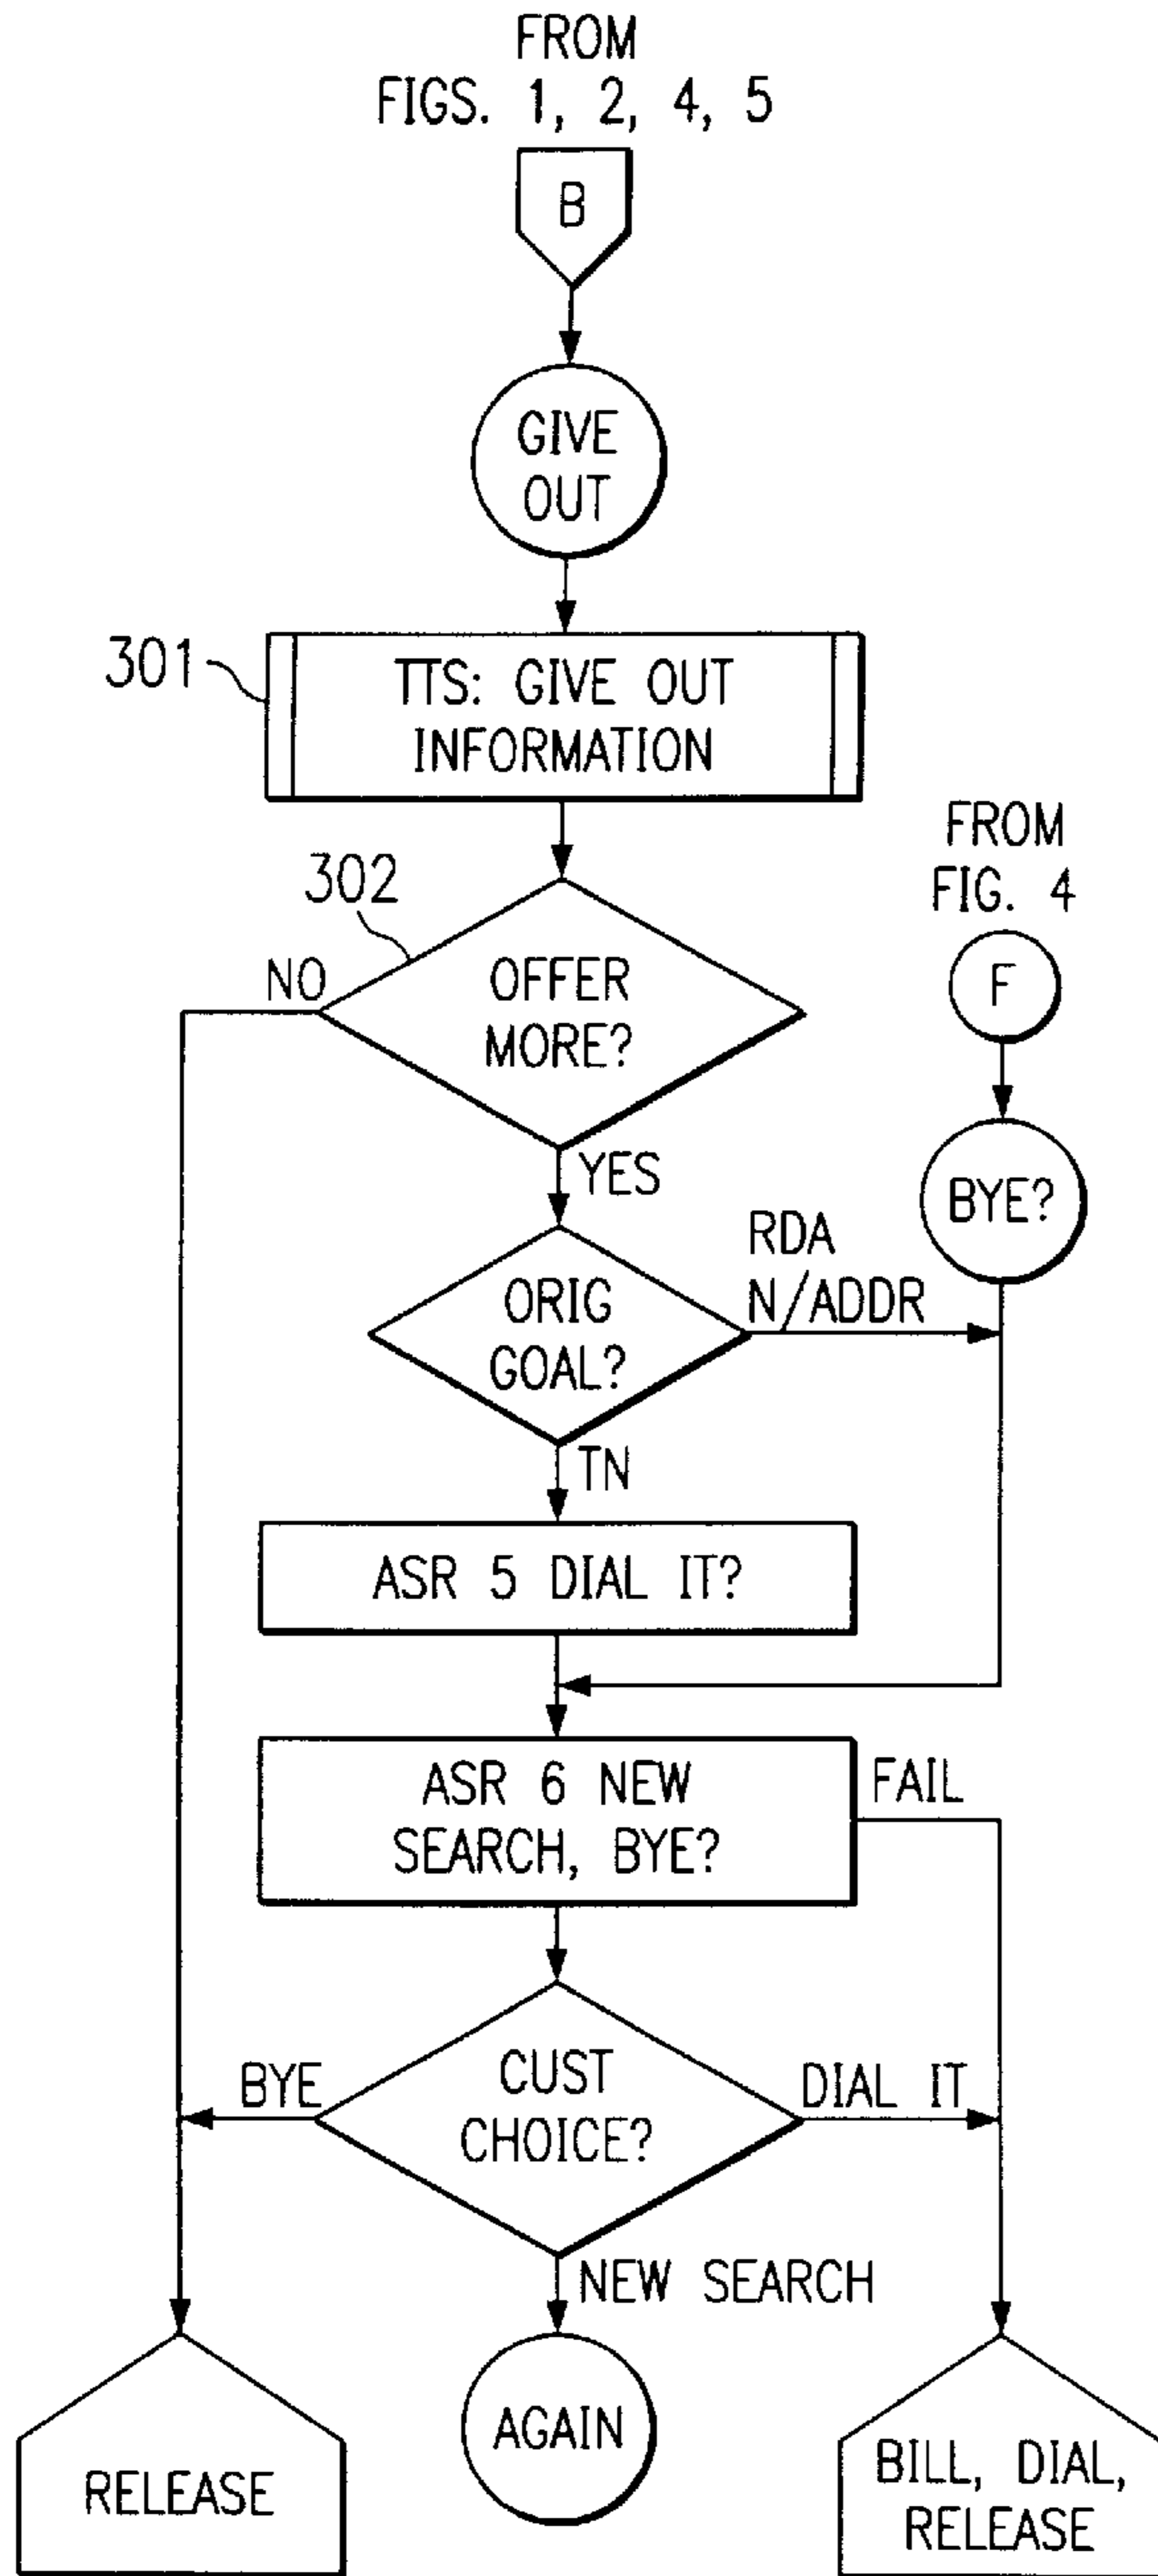 FROM
FIGS. 1, 2, 4, 5
B
GIVE
OUT
301
TTS: GIVE OUT
INFORMATION
FROM
FIG. 4
F
302
NO
OFFER
MORE?
YES
BYE?
RDA
N/ADDR
ORIG
GOAL?
TN
ASR 5 DIAL IT?
ASR 6 NEW
SEARCH, BYE?
FAIL
BYE
CUST
CHOICE?
DIAL IT
NEW SEARCH
RELEASE
AGAIN
BILL, DIAL,
RELEASE